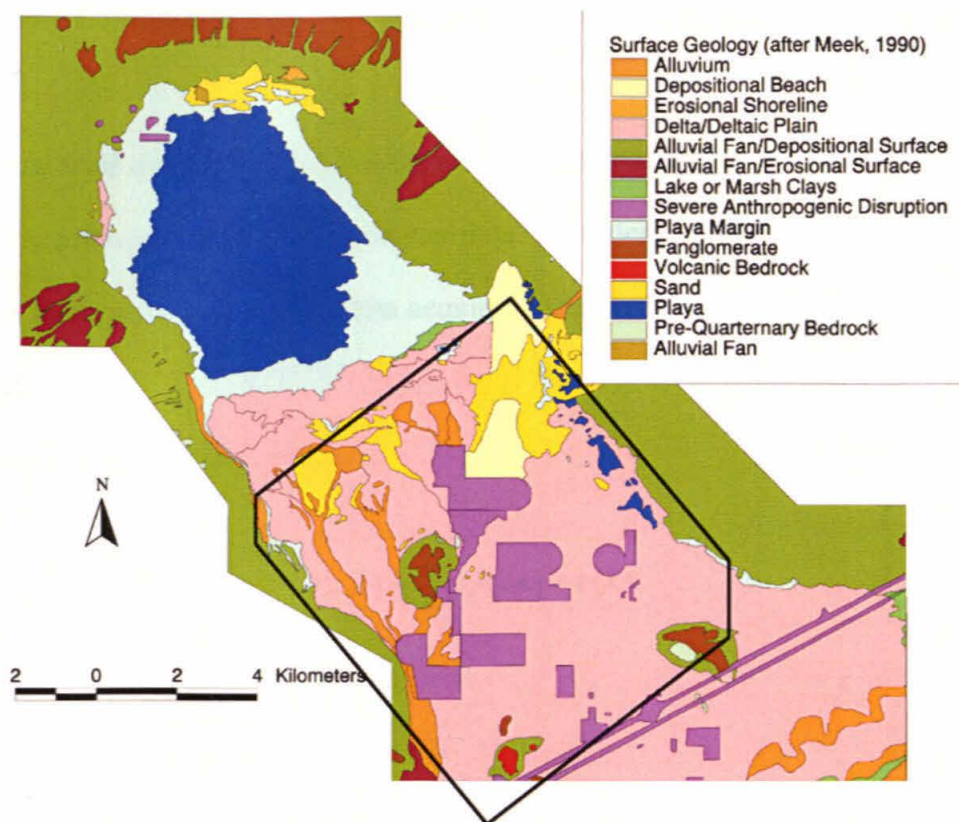 Surface Geology (after Meek, 1990)
Alluvium
Depositional Beach
Erosional Shoreline
Delta/Deltaic Plain
Alluvial Fan/Depositional Surface
Alluvial Fan/Erosional Surface
Lake or Marsh Clays
Severe Anthropogenic Disruption
Playa Margin
Fanglomerate
Volcanic Bedrock
Sand
Playa
Pre-Quarternary Bedrock
Alluvial Fan
N
2 0 2 4 Kilometers